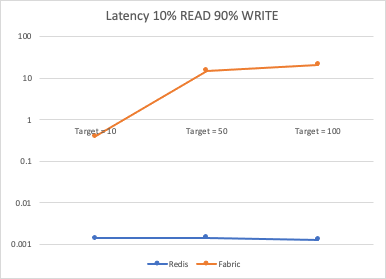 Latency 10% READ 90% WRITE
100
10
1
Target = 10 Target = 50 Target = 100
0.1
0.01
0.001
Redis Fabric